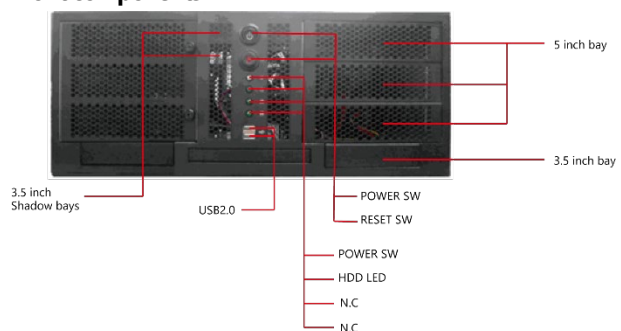 5 inch bay
3.5 inch bay
3.5 inch
Shadow bays
USB2.0
POWER SW
RESET SW
POWER SW
HDD LED
N.C
N.C